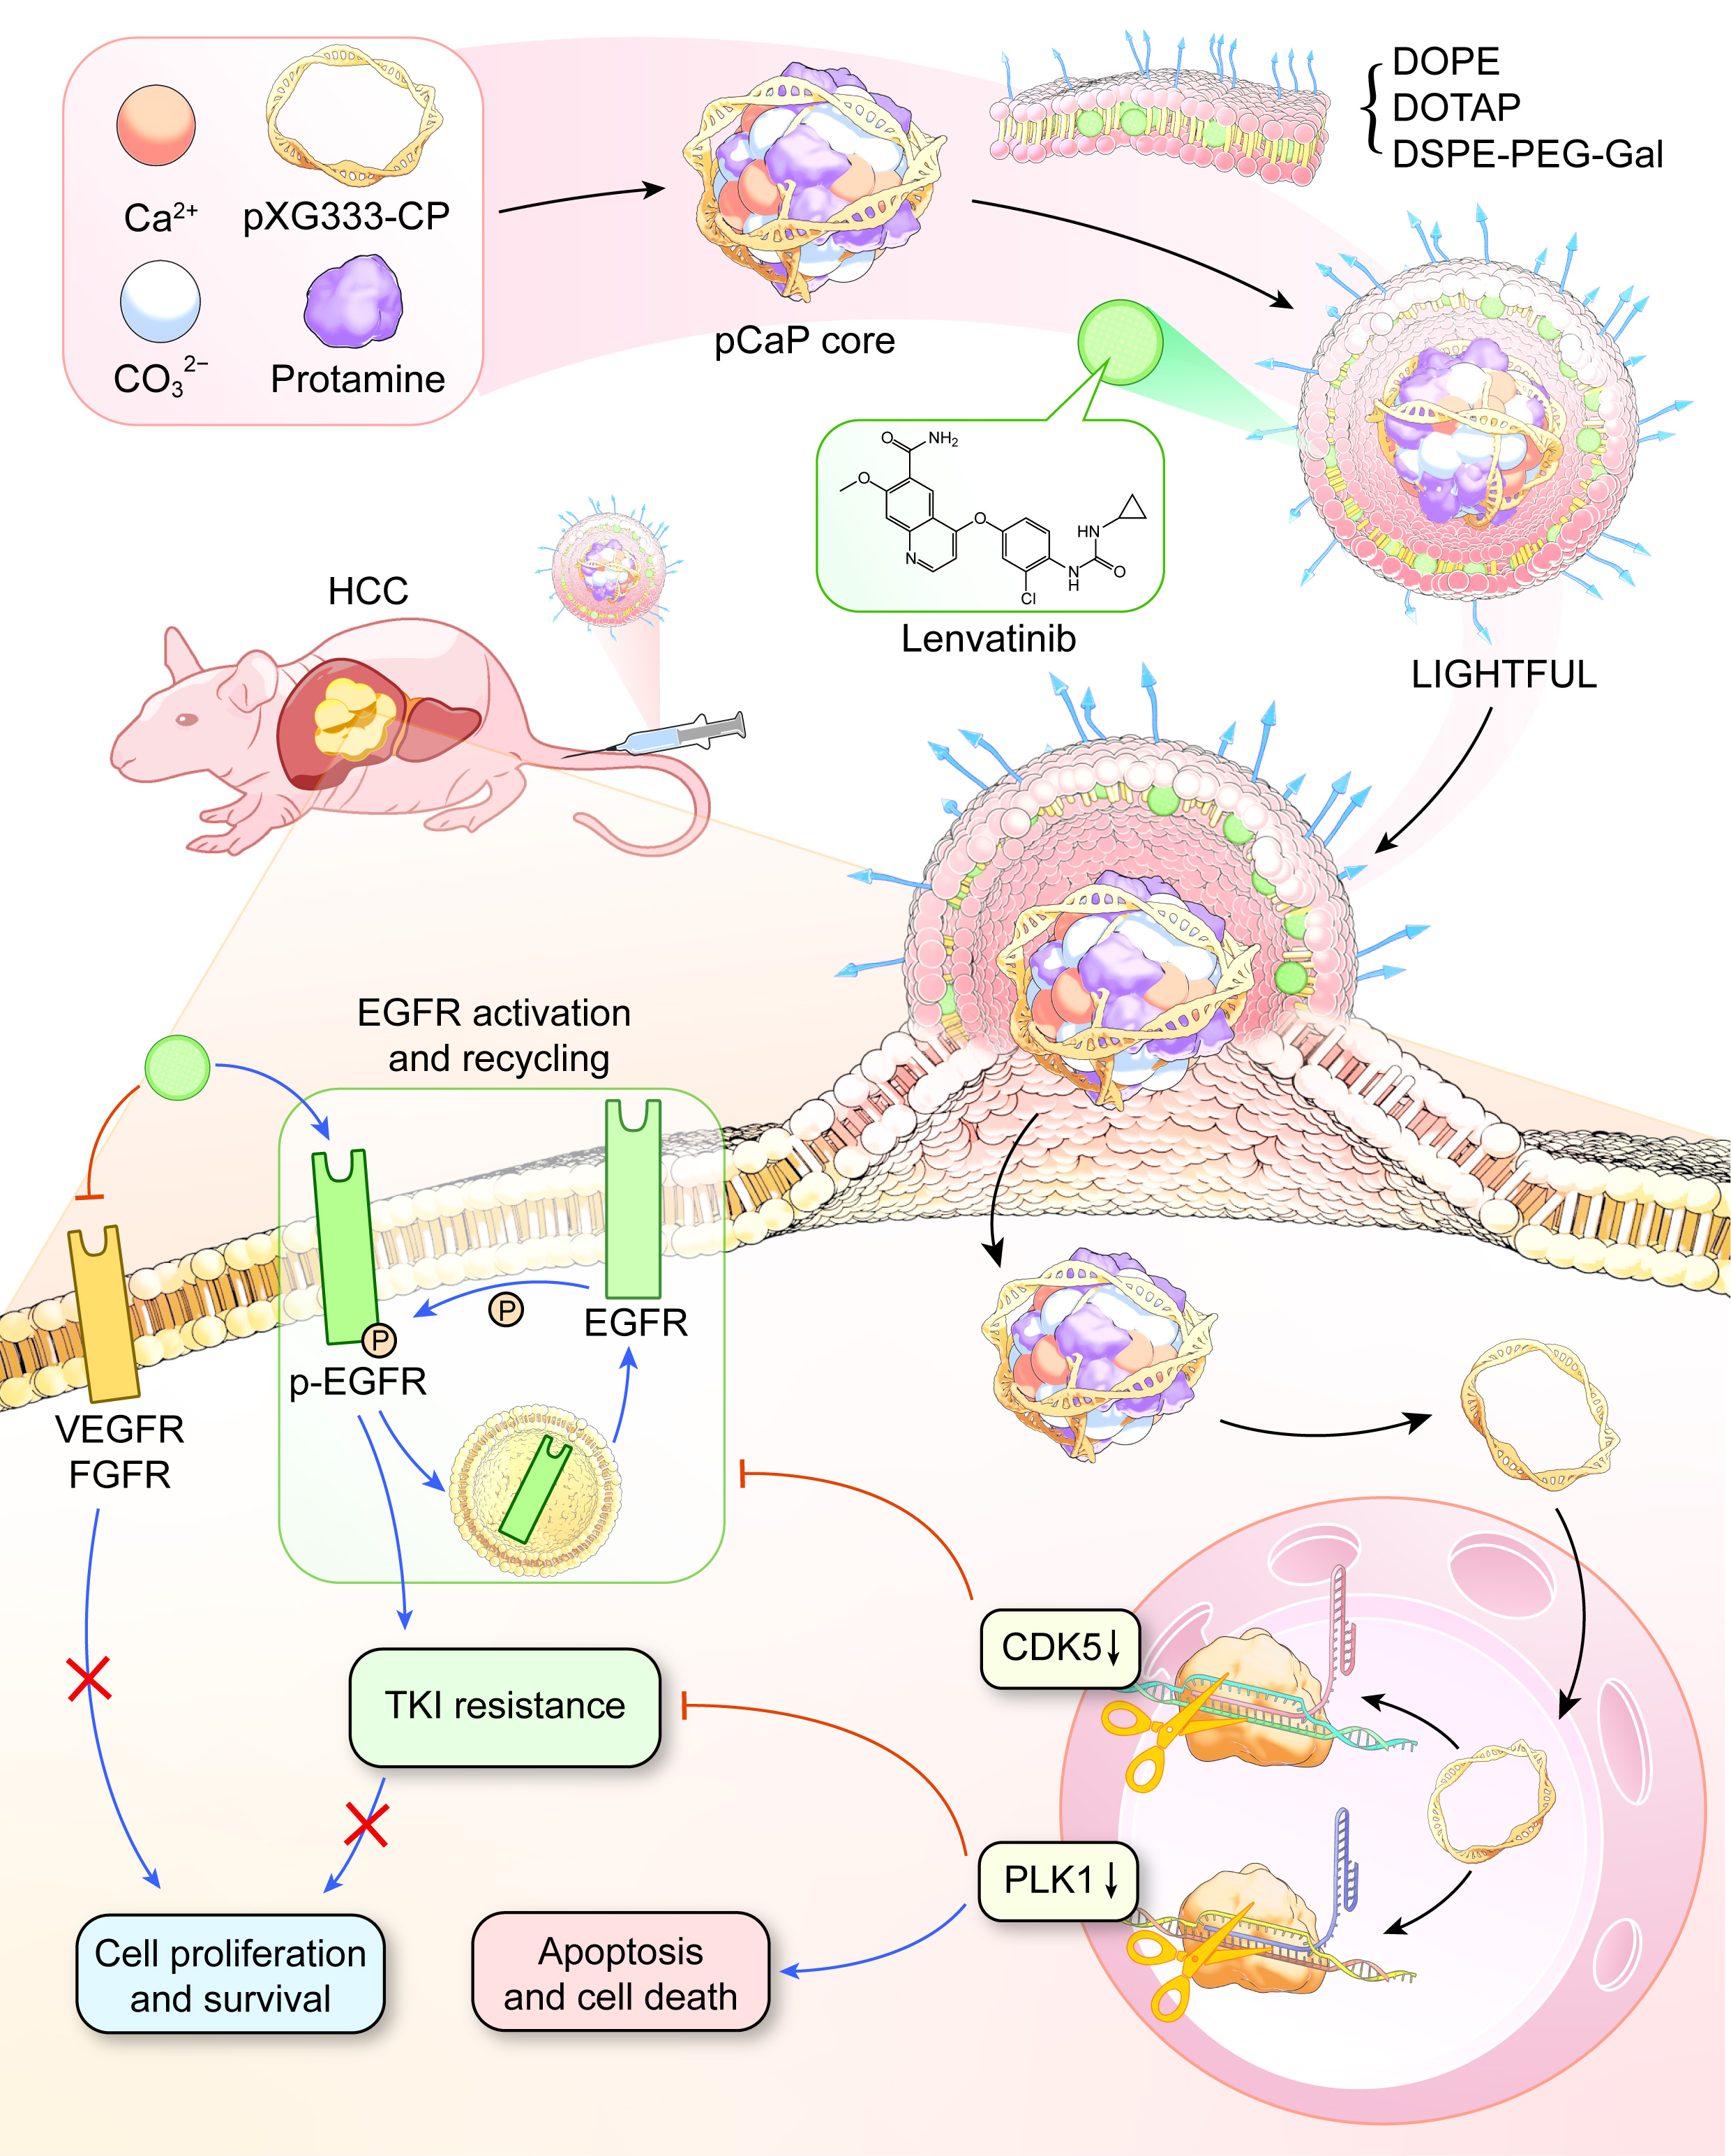 Ca²⁺
pXG333-CP
CO₃²⁻
Protamine
pCaP core
DOPE
DOTAP
DSPE-PEG-Gal
O
NH₂
O
O
HN
N
N
H
O
Cl
Lenvatinib
LIGHTFUL
HCC
EGFR activation
and recycling
P
P
EGFR
p-EGFR
VEGFR
FGFR
CDK5↓
TKI resistance
PLK1↓
Cell proliferation
and survival
Apoptosis
and cell death